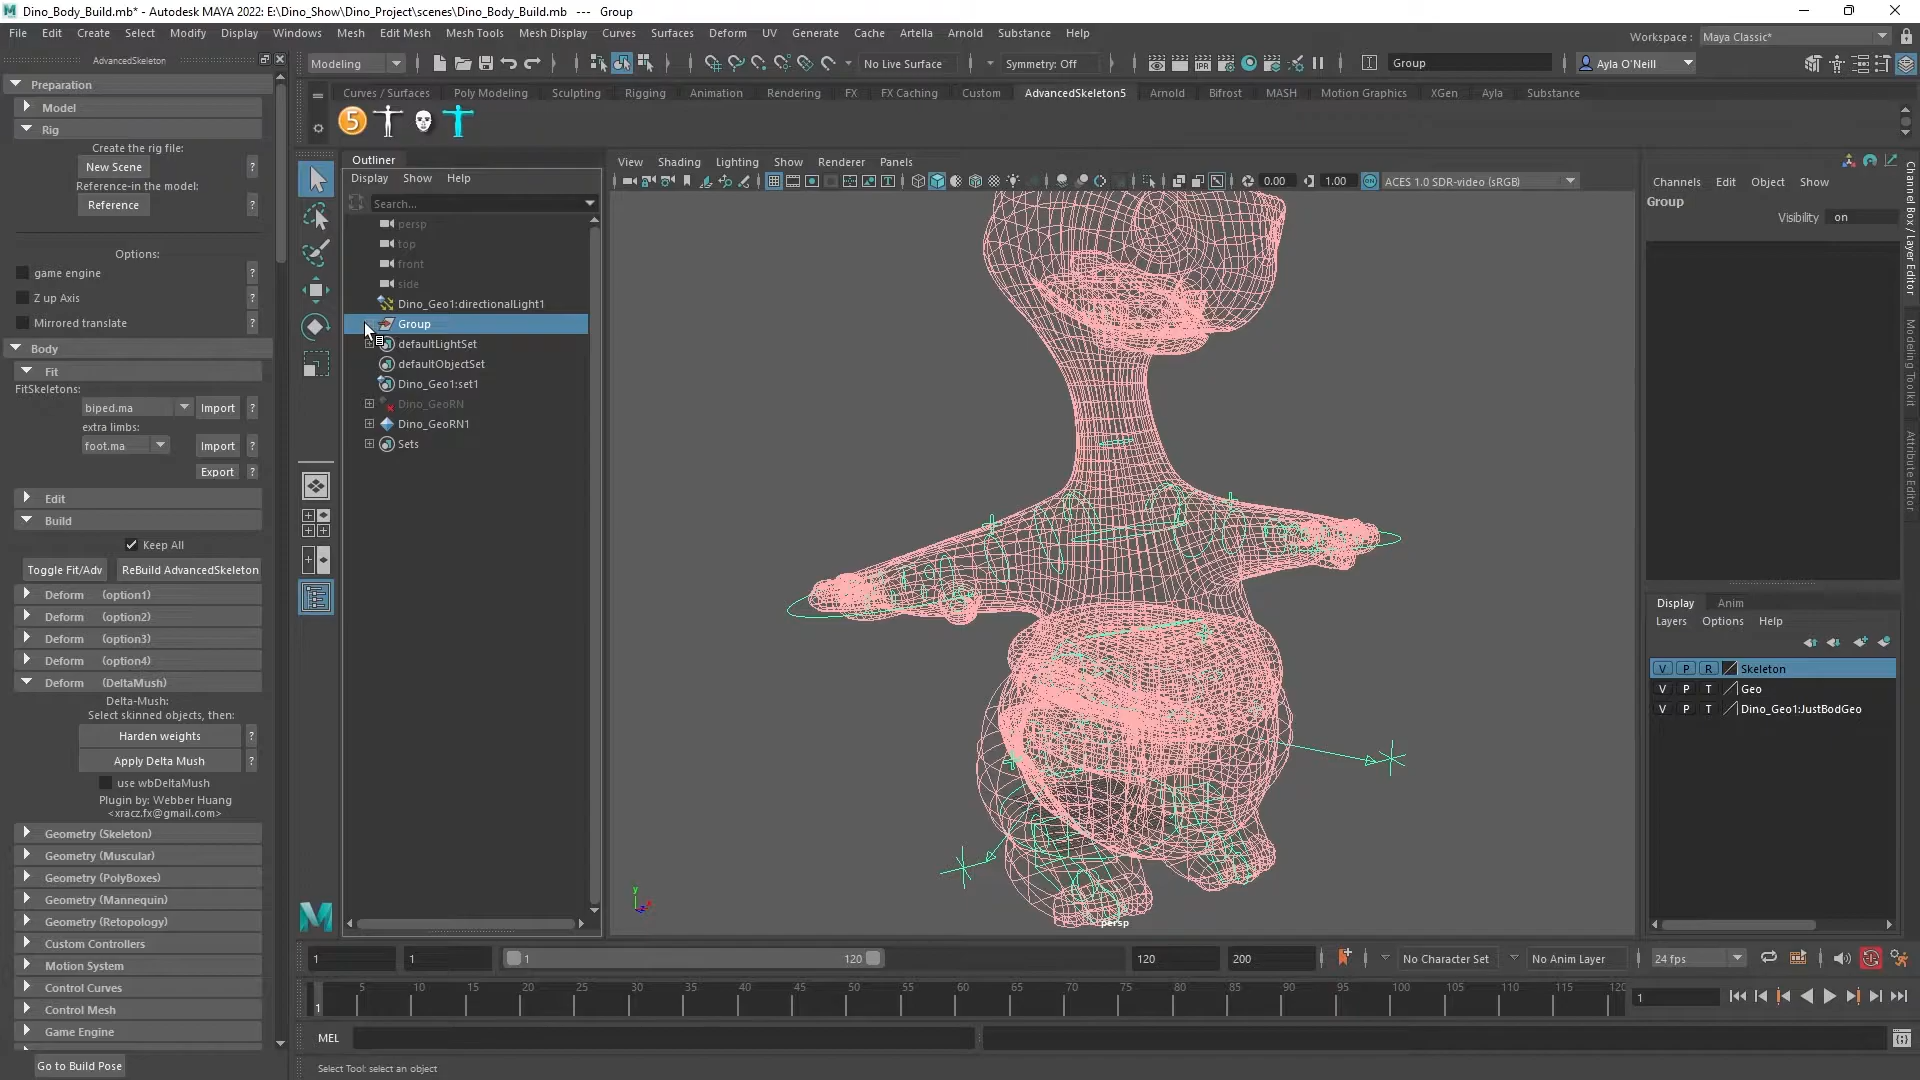 Dino_Body_Build.mb* - Autodesk MAYA 2022: E:\Dino_Show\Dino_Project\scenes\Dino_Body_Build.mb   ---   Group
File Edit Create Select Modify Display Windows Mesh Edit Mesh Mesh Tools Mesh Display Curves Surfaces Deform UV Generate Cache Artella Arnold Substance Help
Workspace : Maya Classic*
AdvancedSkeleton
Modeling
No Live Surface
Symmetry: Off
Group
Ayla O'Neill
Curves / Surfaces Poly Modeling Sculpting Rigging Animation Rendering FX FX Caching Custom AdvancedSkeleton5 Arnold Bifrost MASH Motion Graphics XGen Ayla Substance
5
Preparation
Model
Rig
Create the rig file:
New Scene ?
Reference-in the model:
Reference ?
Options:
game engine ?
Z up Axis ?
Mirrored translate ?
Body
Fit
FitSkeletons:
biped.ma Import ?
extra limbs:
foot.ma Import ?
Export ?
Edit
Build
Keep All
Toggle Fit/Adv ReBuild AdvancedSkeleton
Deform (option1)
Deform (option2)
Deform (option3)
Deform (option4)
Deform (DeltaMush)
Delta-Mush:
Select skinned objects, then:
Harden weights ?
Apply Delta Mush ?
use wbDeltaMush
Plugin by: Webber Huang
<xracz.fx@gmail.com>
Geometry (Skeleton)
Geometry (Muscular)
Geometry (PolyBoxes)
Geometry (Mannequin)
Geometry (Retopology)
Custom Controllers
Motion System
Control Curves
Control Mesh
Game Engine
Go to Build Pose
Outliner
Display Show Help
Search...
persp
top
front
side
Dino_Geo1:directionalLight1
Group
defaultLightSet
defaultObjectSet
Dino_Geo1:set1
Dino_GeoRN
Dino_GeoRN1
Sets
View Shading Lighting Show Renderer Panels
0.00 1.00 ACES 1.0 SDR-video (sRGB)
y
persp
Channels Edit Object Show
Group
Visibility on
Channel Box / Layer Editor
Modeling Toolkit
Attribute Editor
Display Anim
Layers Options Help
V P R Skeleton
V P T Geo
V P T Dino_Geo1:JustBodGeo
1 1 1 120 120 200 No Character Set No Anim Layer 24 fps
1 5 10 15 20 25 30 35 40 45 50 55 60 65 70 75 80 85 90 95 100 105 110 115 120
1
MEL
Select Tool: select an object